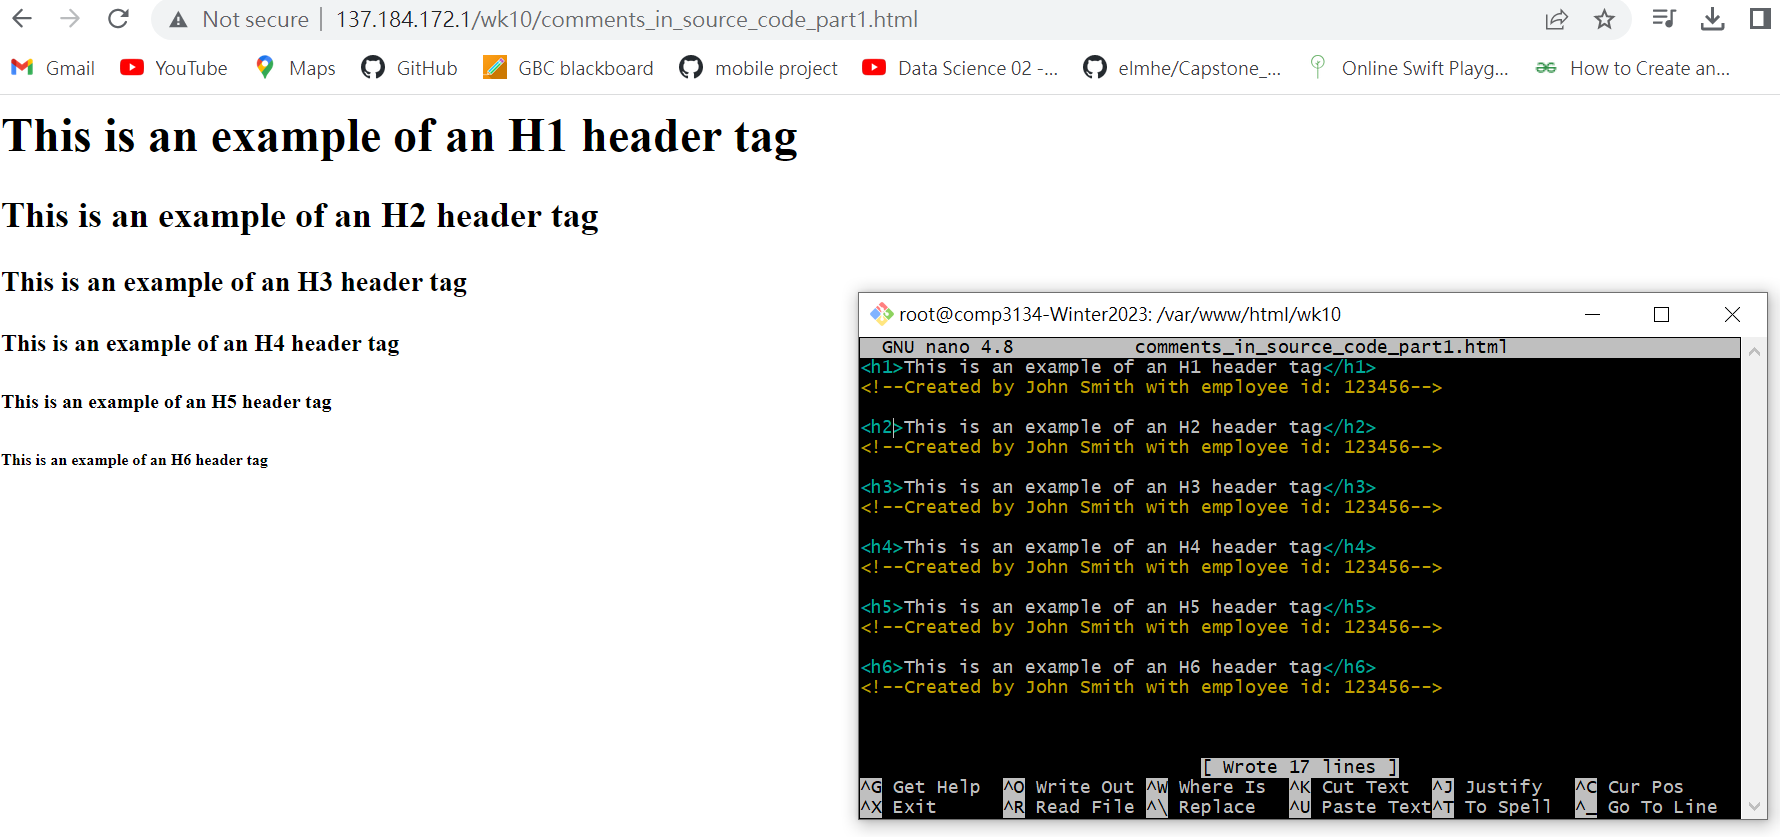 Not secure | 137.184.172.1/wk10/comments_in_source_code_part1.html
Gmail YouTube Maps GitHub GBC blackboard mobile project Data Science 02 -... elmhe/Capstone_... Online Swift Playg... How to Create an...
This is an example of an H1 header tag
This is an example of an H2 header tag
This is an example of an H3 header tag
This is an example of an H4 header tag
This is an example of an H5 header tag
This is an example of an H6 header tag
root@comp3134-Winter2023: /var/www/html/wk10
GNU nano 4.8 comments_in_source_code_part1.html
<h1>This is an example of an H1 header tag</h1>
<!--Created by John Smith with employee id: 123456-->
<h2>This is an example of an H2 header tag</h2>
<!--Created by John Smith with employee id: 123456-->
<h3>This is an example of an H3 header tag</h3>
<!--Created by John Smith with employee id: 123456-->
<h4>This is an example of an H4 header tag</h4>
<!--Created by John Smith with employee id: 123456-->
<h5>This is an example of an H5 header tag</h5>
<!--Created by John Smith with employee id: 123456-->
<h6>This is an example of an H6 header tag</h6>
<!--Created by John Smith with employee id: 123456-->
[ Wrote 17 lines ]
^G Get Help ^O Write Out ^W Where Is ^K Cut Text ^J Justify ^C Cur Pos
^X Exit ^R Read File ^\ Replace ^U Paste Text ^T To Spell ^_ Go To Line